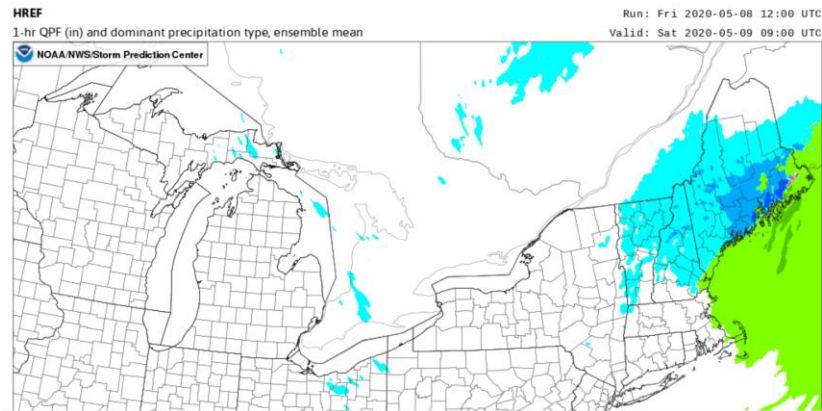 HREF
Run: Fri 2020-05-08 12:00 UTC
1-hr QPF (in) and dominant precipitation type, ensemble mean
Valid: Sat 2020-05-09 09:00 UTC
NOAA/NWS/Storm Prediction Center